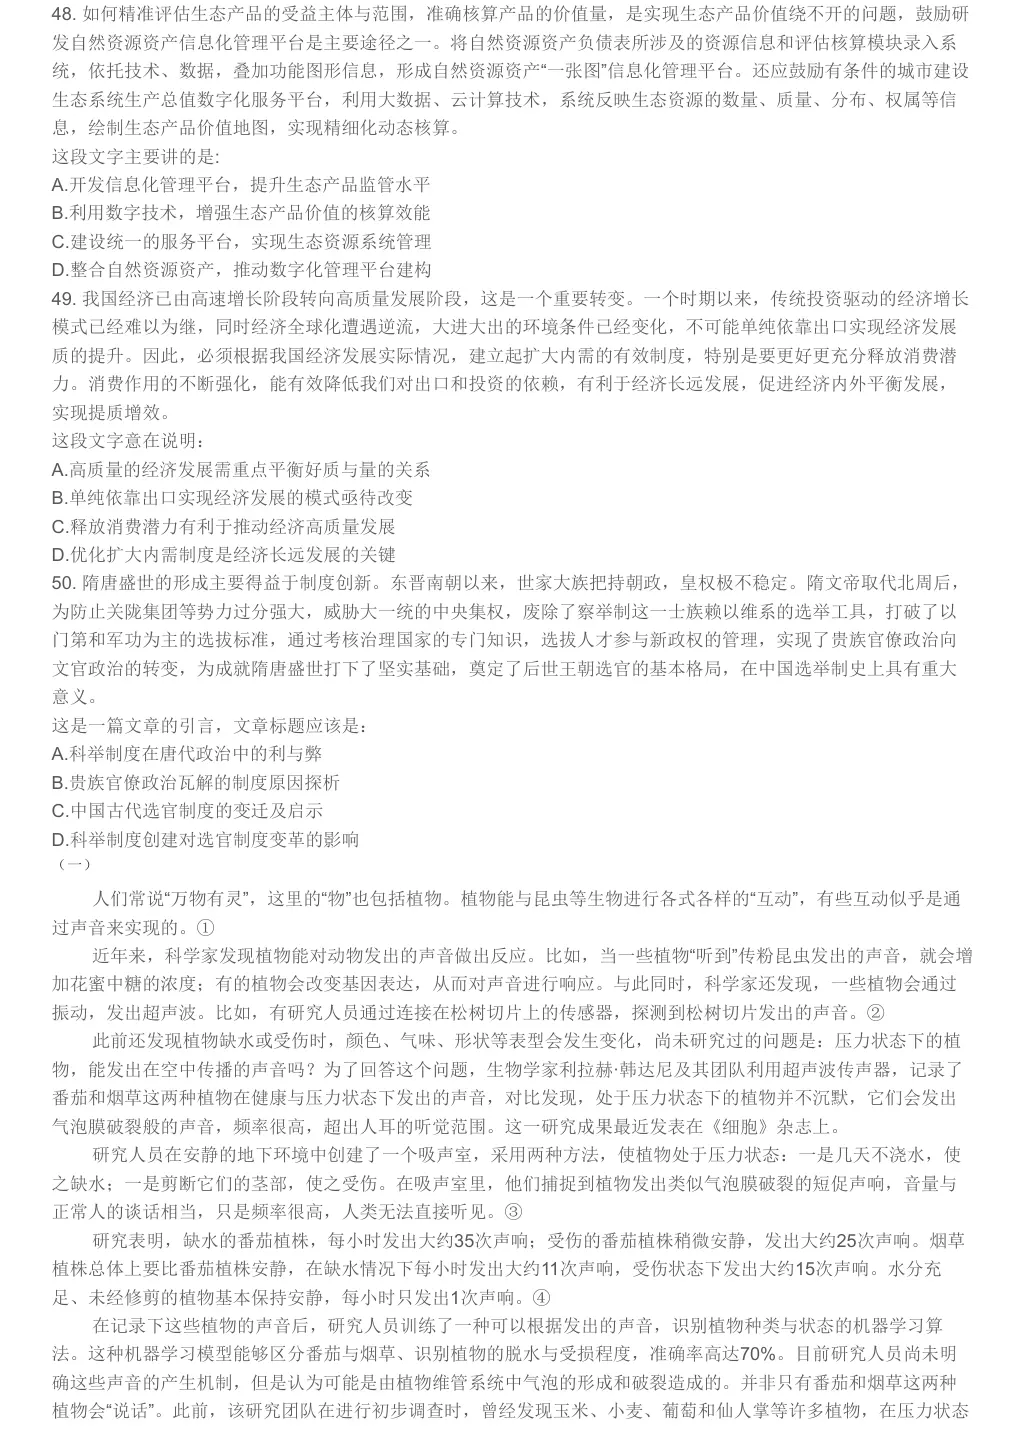 48. 如何精准评估生态产品的受益主体与范围，准确核算产品的价值量，是实现生态产品价值绕不开的问题，鼓励研
发自然资源资产信息化管理平台是主要途径之一。将自然资源资产负债表所涉及的资源信息和评估核算模块录入系
统，依托技术、数据，叠加功能图形信息，形成自然资源资产“一张图”信息化管理平台。还应鼓励有条件的城市建设
生态系统生产总值数字化服务平台，利用大数据、云计算技术，系统反映生态资源的数量、质量、分布、权属等信
息，绘制生态产品价值地图，实现精细化动态核算。
这段文字主要讲的是:
A.开发信息化管理平台，提升生态产品监管水平
B.利用数字技术，增强生态产品价值的核算效能
C.建设统一的服务平台，实现生态资源系统管理
D.整合自然资源资产，推动数字化管理平台建构
49. 我国经济已由高速增长阶段转向高质量发展阶段，这是一个重要转变。一个时期以来，传统投资驱动的经济增长
模式已经难以为继，同时经济全球化遭遇逆流，大进大出的环境条件已经变化，不可能单纯依靠出口实现经济发展
质的提升。因此，必须根据我国经济发展实际情况，建立起扩大内需的有效制度，特别是要更好更充分释放消费潜
力。消费作用的不断强化，能有效降低我们对出口和投资的依赖，有利于经济长远发展，促进经济内外平衡发展，
实现提质增效。
这段文字意在说明：
A.高质量的经济发展需重点平衡好质与量的关系
B.单纯依靠出口实现经济发展的模式亟待改变
C.释放消费潜力有利于推动经济高质量发展
D.优化扩大内需制度是经济长远发展的关键
50. 隋唐盛世的形成主要得益于制度创新。东晋南朝以来，世家大族把持朝政，皇权极不稳定。隋文帝取代北周后，
为防止关陇集团等势力过分强大，威胁大一统的中央集权，废除了察举制这一士族赖以维系的选举工具，打破了以
门第和军功为主的选拔标准，通过考核治理国家的专门知识，选拔人才参与新政权的管理，实现了贵族官僚政治向
文官政治的转变，为成就隋唐盛世打下了坚实基础，奠定了后世王朝选官的基本格局，在中国选举制史上具有重大
意义。
这是一篇文章的引言，文章标题应该是：
A.科举制度在唐代政治中的利与弊
B.贵族官僚政治瓦解的制度原因探析
C.中国古代选官制度的变迁及启示
D.科举制度创建对选官制度变革的影响
（一）
人们常说“万物有灵”，这里的“物”也包括植物。植物能与昆虫等生物进行各式各样的“互动”，有些互动似乎是通
过声音来实现的。①
近年来，科学家发现植物能对动物发出的声音做出反应。比如，当一些植物“听到”传粉昆虫发出的声音，就会增
加花蜜中糖的浓度；有的植物会改变基因表达，从而对声音进行响应。与此同时，科学家还发现，一些植物会通过
振动，发出超声波。比如，有研究人员通过连接在松树切片上的传感器，探测到松树切片发出的声音。②
此前还发现植物缺水或受伤时，颜色、气味、形状等表型会发生变化，尚未研究过的问题是：压力状态下的植
物，能发出在空中传播的声音吗？为了回答这个问题，生物学家利拉赫·韩达尼及其团队利用超声波传声器，记录了
番茄和烟草这两种植物在健康与压力状态下发出的声音，对比发现，处于压力状态下的植物并不沉默，它们会发出
气泡膜破裂般的声音，频率很高，超出人耳的听觉范围。这一研究成果最近发表在《细胞》杂志上。
研究人员在安静的地下环境中创建了一个吸声室，采用两种方法，使植物处于压力状态：一是几天不浇水，使
之缺水；一是剪断它们的茎部，使之受伤。在吸声室里，他们捕捉到植物发出类似气泡膜破裂的短促声响，音量与
正常人的谈话相当，只是频率很高，人类无法直接听见。③
研究表明，缺水的番茄植株，每小时发出大约35次声响；受伤的番茄植株稍微安静，发出大约25次声响。烟草
植株总体上要比番茄植株安静，在缺水情况下每小时发出大约11次声响，受伤状态下发出大约15次声响。水分充
足、未经修剪的植物基本保持安静，每小时只发出1次声响。④
在记录下这些植物的声音后，研究人员训练了一种可以根据发出的声音，识别植物种类与状态的机器学习算
法。这种机器学习模型能够区分番茄与烟草、识别植物的脱水与受损程度，准确率高达70%。目前研究人员尚未明
确这些声音的产生机制，但是认为可能是由植物维管系统中气泡的形成和破裂造成的。并非只有番茄和烟草这两种
植物会“说话”。此前，该研究团队在进行初步调查时，曾经发现玉米、小麦、葡萄和仙人掌等许多植物，在压力状态